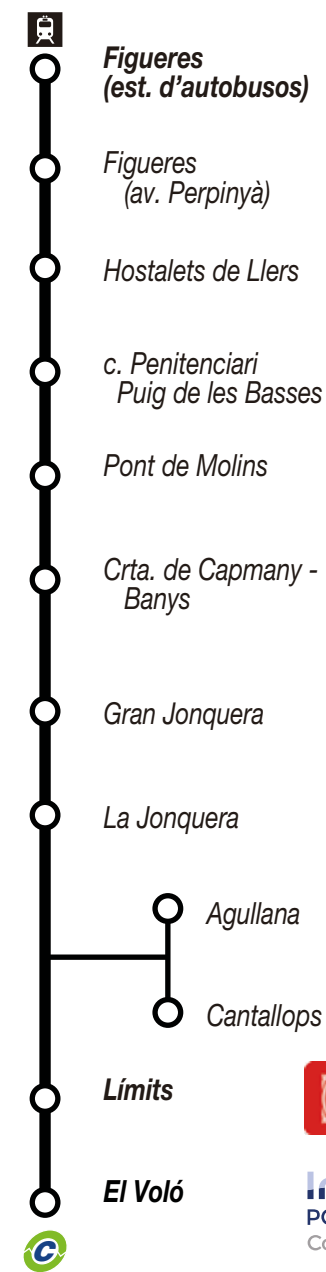 Figueres
(est. d'autobusos)
Figueres
(av. Perpinyà)
Hostalets de Llers
c. Penitenciari
Puig de les Basses
Pont de Molins
Crta. de Capmany -
Banys
Gran Jonquera
La Jonquera
Agullana
Cantallops
Límits
El Voló
C